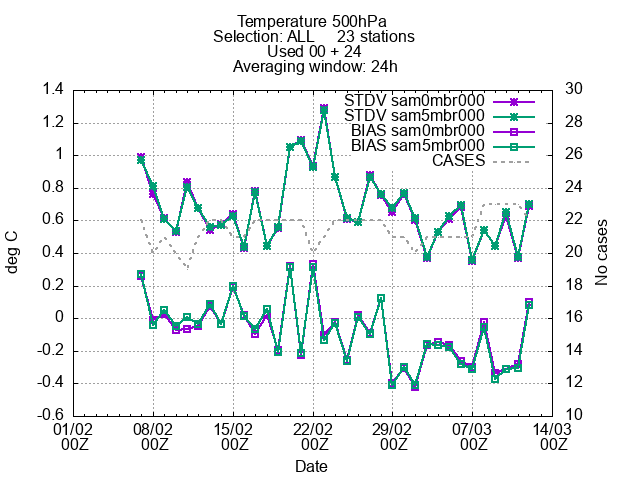 Temperature 500hPa
Selection: ALL 23 stations
Used 00 + 24
Averaging window: 24h
1.4
1.2
1
0.8
0.6
0.4
0.2
0
-0.2
-0.4
-0.6
deg C
STDV sam0mbr000
STDV sam5mbr000
BIAS sam0mbr000
BIAS sam5mbr000
CASES
30
28
26
24
22
20
18
16
14
12
10
No cases
01/02 08/02 15/02 22/02 29/02 07/03 14/03
00Z 00Z 00Z 00Z 00Z 00Z 00Z
Date